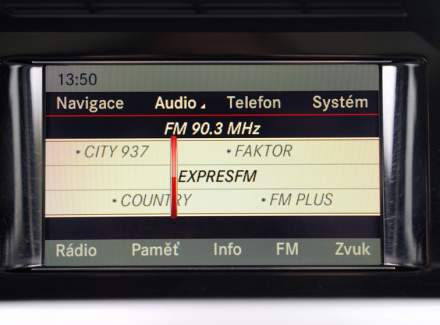 13:50
Navigace Audio Telefon Systém
FM 90.3 MHz
• CITY 937 • FAKTOR
EXPRESFM
• COUNTRY • FM PLUS
Rádio Paměť Info FM Zvuk